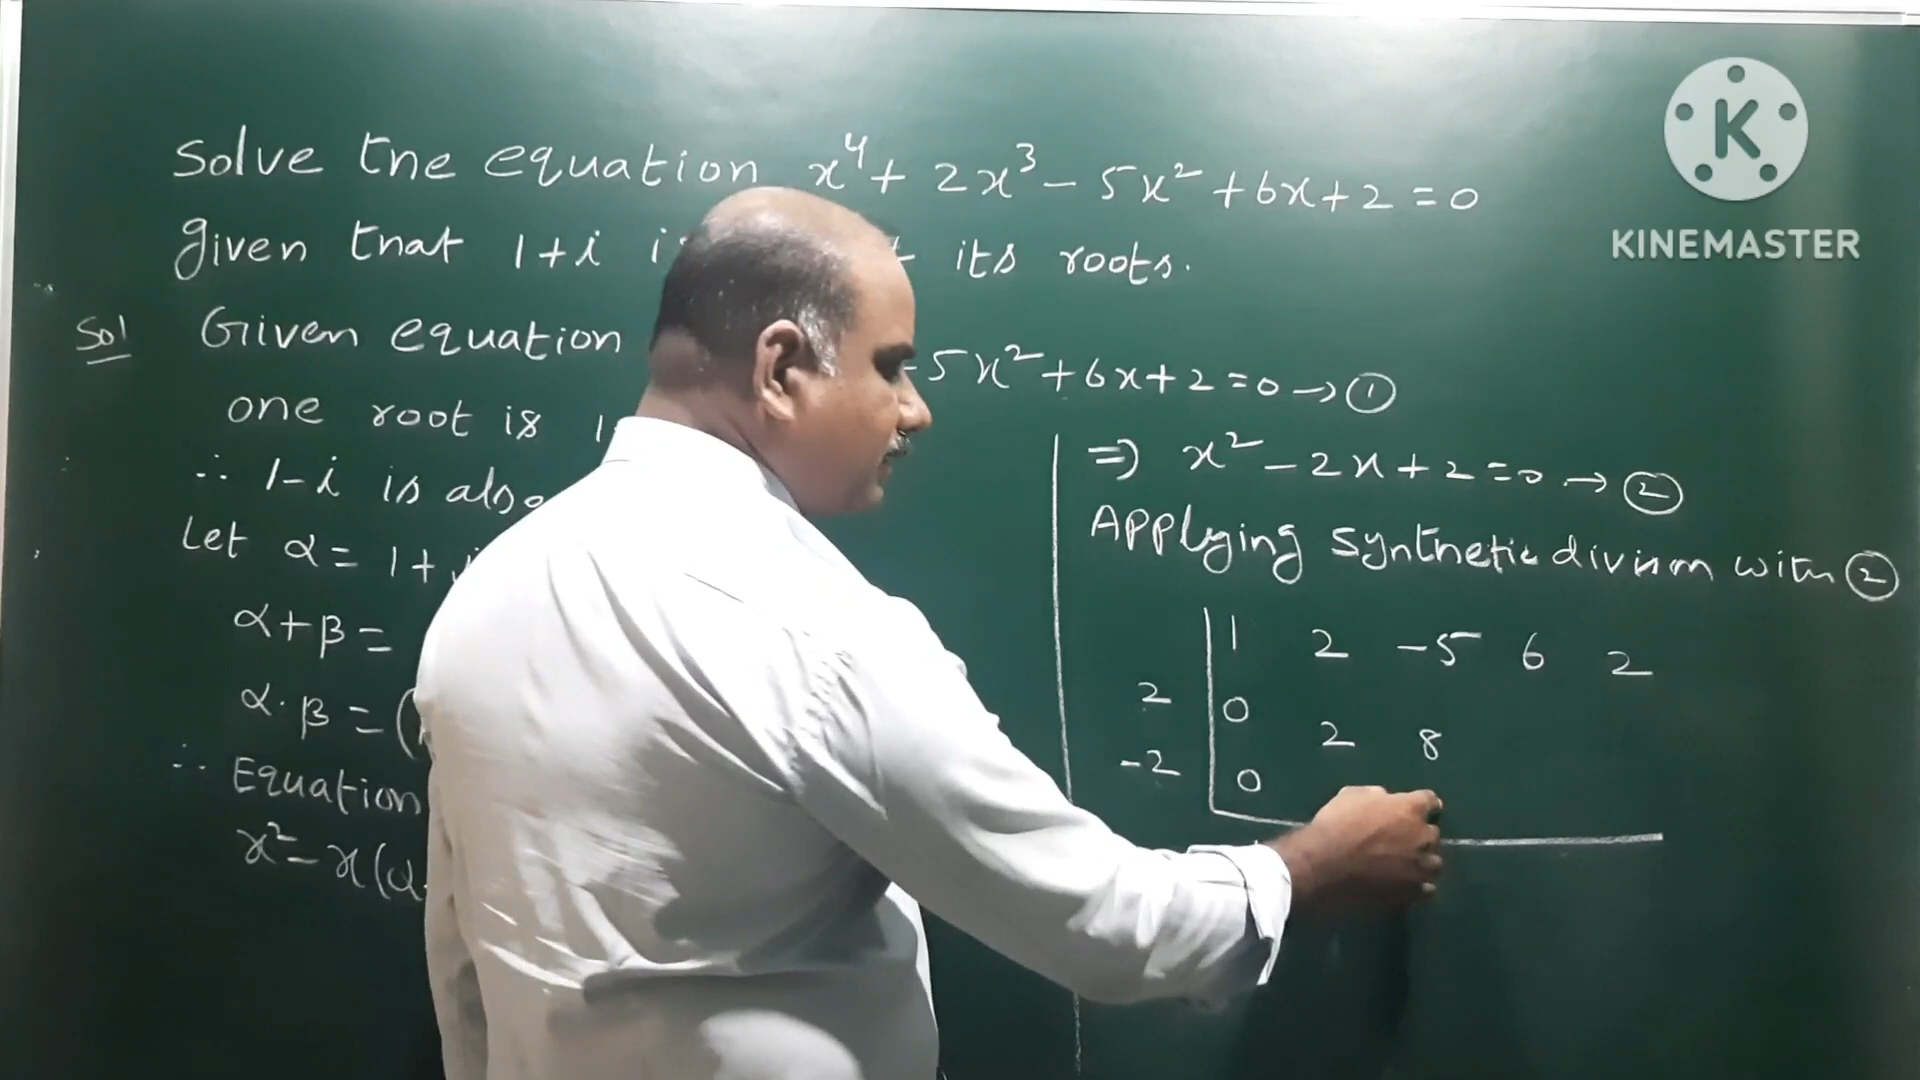 Solve the equation x⁴ + 2x³ - 5x² + 6x + 2 = 0
given that 1+i its roots.
Sol Given equation - 5x² + 6x + 2 = 0 → ①
one root is 1
∴ 1-i is also
Let α = 1+
α+β =
α·β = (
∴ Equation
x² - x(α
⇒ x² - 2x + 2 = 0 → ②
Applying synthetic division with ②
1 2 -5 6 2
2 0 2 8
-2 0
K
KINEMASTER